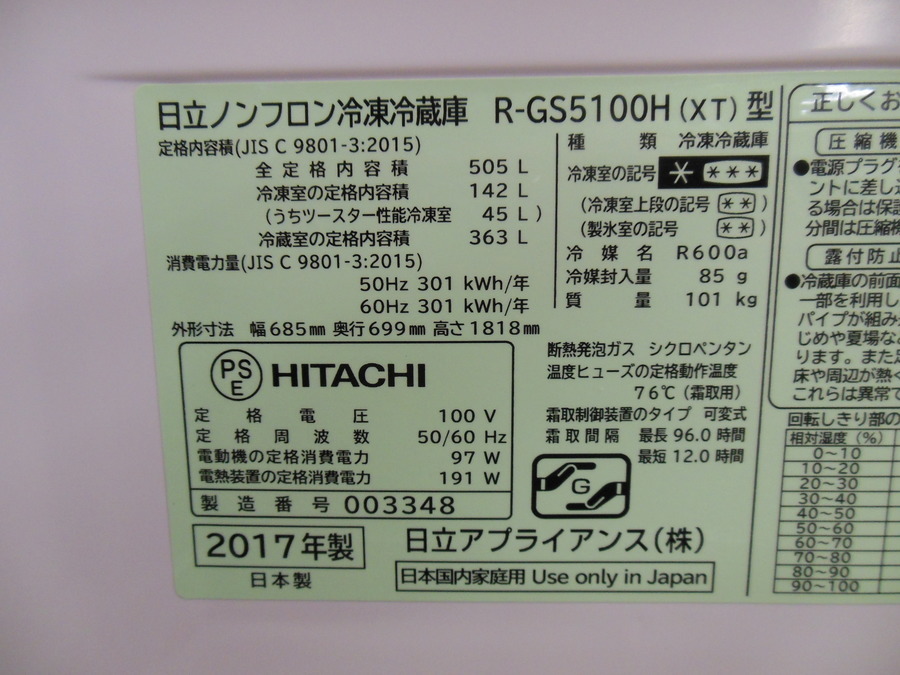 日立ノンフロン冷凍冷蔵庫 R-GS5100H(XT)型
定格内容積(JIS C 9801-3:2015)
全定格内容積 505 L
冷凍室の定格内容積 142 L
(うちツースター性能冷凍室 45 L)
冷蔵室の定格内容積 363 L
消費電力量(JIS C 9801-3:2015)
50Hz 301 kWh/年
60Hz 301 kWh/年
外形寸法 幅685mm 奥行699mm 高さ1818mm
種類 冷凍冷蔵庫
冷凍室の記号 * ***
(冷凍室上段の記号 **)
(製氷室の記号 **)
冷媒名 R600a
冷媒封入量 85 g
質量 101 kg
PS
E
HITACHI
定格電圧 100 V
定格周波数 50/60 Hz
電動機の定格消費電力 97 W
電熱装置の定格消費電力 191 W
製造番号 003348
断熱発泡ガス シクロペンタン
温度ヒューズの定格動作温度
76℃(霜取用)
霜取制御装置のタイプ 可変式
霜取間隔 最長 96.0 時間
最短 12.0 時間
G
2017年製
日本製
日立アプライアンス(株)
日本国内家庭用 Use only in Japan
正しくお
圧縮機
●電源プラグ
ントに差し込
る場合は保
分間は圧縮機
露付防止
●冷蔵庫の前面
一部を利用し
パイプが組み
じめや夏場な
ります。また
床や周辺が熱く
これらは異常で
回転しきり部の
相対湿度(%)
0~10
10~20
20~30
30~40
40~50
50~60
60~70
70~80
80~90
90~100